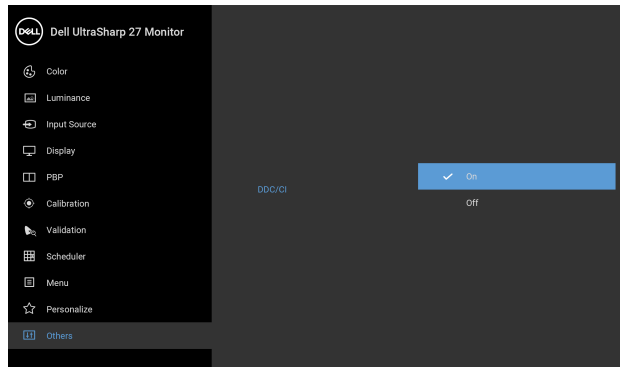 DELL Dell UltraSharp 27 Monitor
Color
Luminance
Input Source
Display
PBP
Calibration
Validation
Scheduler
Menu
Personalize
Others
DDC/CI
On
Off